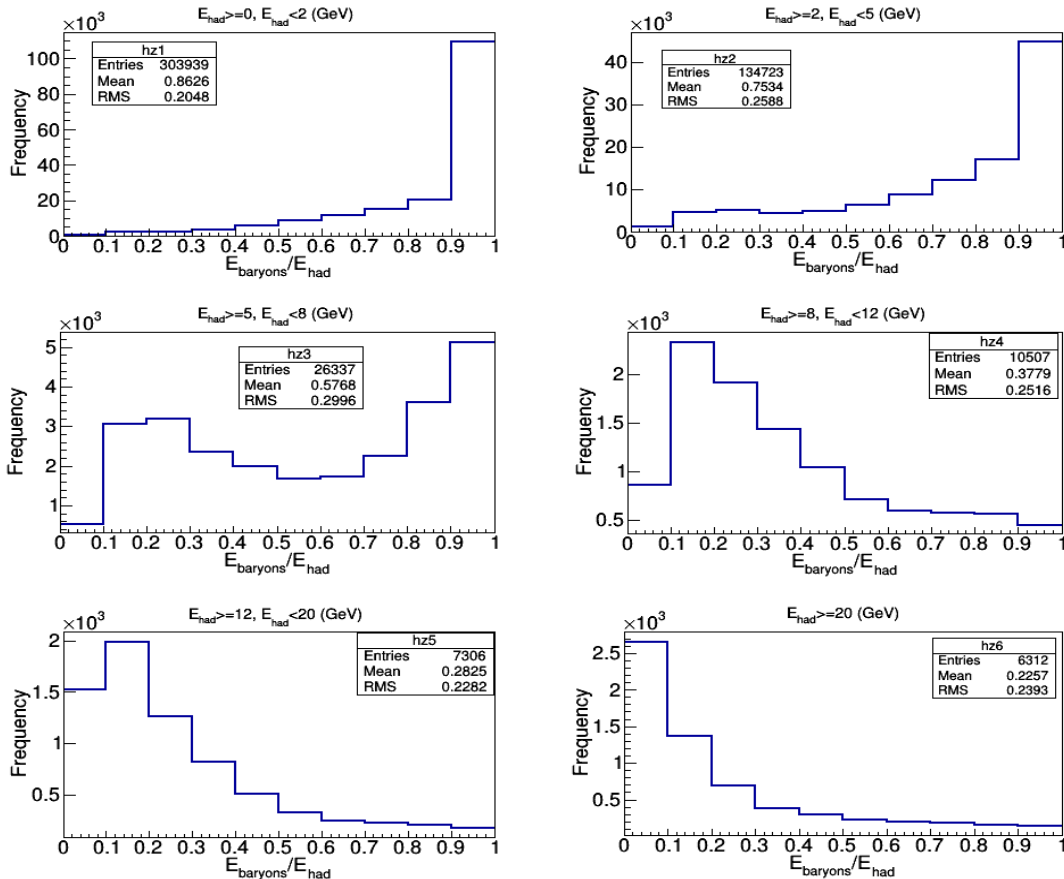 E_had>=0, E_had<2 (GeV)
×10^3
hz1
Entries 303939
Mean 0.8626
RMS 0.2048
Frequency
100
80
60
40
20
0
0 0.1 0.2 0.3 0.4 0.5 0.6 0.7 0.8 0.9 1
E_baryons/E_had
E_had>=2, E_had<5 (GeV)
×10^3
hz2
Entries 134723
Mean 0.7534
RMS 0.2588
Frequency
40
30
20
10
0
0 0.1 0.2 0.3 0.4 0.5 0.6 0.7 0.8 0.9 1
E_baryons/E_had
E_had>=5, E_had<8 (GeV)
×10^3
hz3
Entries 26337
Mean 0.5768
RMS 0.2996
Frequency
5
4
3
2
1
0 0.1 0.2 0.3 0.4 0.5 0.6 0.7 0.8 0.9 1
E_baryons/E_had
E_had>=8, E_had<12 (GeV)
×10^3
hz4
Entries 10507
Mean 0.3779
RMS 0.2516
Frequency
2
1.5
1
0.5
0 0.1 0.2 0.3 0.4 0.5 0.6 0.7 0.8 0.9 1
E_baryons/E_had
E_had>=12, E_had<20 (GeV)
×10^3
hz5
Entries 7306
Mean 0.2825
RMS 0.2282
Frequency
2
1.5
1
0.5
0 0.1 0.2 0.3 0.4 0.5 0.6 0.7 0.8 0.9 1
E_baryons/E_had
E_had>=20 (GeV)
×10^3
hz6
Entries 6312
Mean 0.2257
RMS 0.2393
Frequency
2.5
2
1.5
1
0.5
0 0.1 0.2 0.3 0.4 0.5 0.6 0.7 0.8 0.9 1
E_baryons/E_had